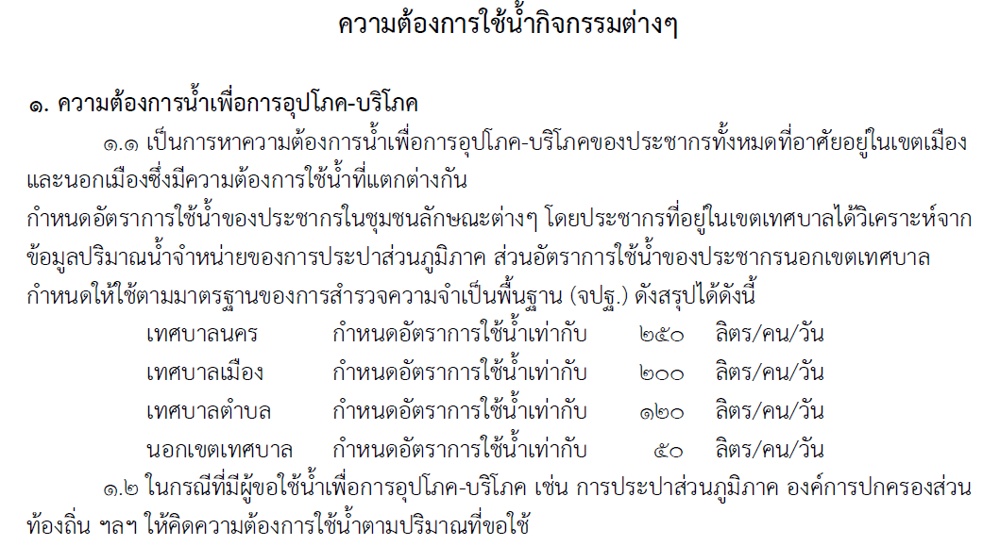 ความต้องการใช้น้ำกิจกรรมต่างๆ
๑. ความต้องการน้ำเพื่อการอุปโภค-บริโภค
๑.๑ เป็นการหาความต้องการน้ำเพื่อการอุปโภค-บริโภคของประชากรทั้งหมดที่อาศัยอยู่ในเขตเมือง
และนอกเมืองซึ่งมีความต้องการใช้น้ำที่แตกต่างกัน
กำหนดอัตราการใช้น้ำของประชากรในชุมชนลักษณะต่างๆ โดยประชากรที่อยู่ในเขตเทศบาลได้วิเคราะห์จาก
ข้อมูลปริมาณน้ำจำหน่ายของการประปาส่วนภูมิภาค ส่วนอัตราการใช้น้ำของประชากรนอกเขตเทศบาล
กำหนดให้ใช้ตามมาตรฐานของการสำรวจความจำเป็นพื้นฐาน (จปฐ.) ดังสรุปได้ดังนี้
เทศบาลนคร กำหนดอัตราการใช้น้ำเท่ากับ ๒๕๐ ลิตร/คน/วัน
เทศบาลเมือง กำหนดอัตราการใช้น้ำเท่ากับ ๒๐๐ ลิตร/คน/วัน
เทศบาลตำบล กำหนดอัตราการใช้น้ำเท่ากับ ๑๒๐ ลิตร/คน/วัน
นอกเขตเทศบาล กำหนดอัตราการใช้น้ำเท่ากับ ๕๐ ลิตร/คน/วัน
๑.๒ ในกรณีที่มีผู้ขอใช้น้ำเพื่อการอุปโภค-บริโภค เช่น การประปาส่วนภูมิภาค องค์การปกครองส่วน
ท้องถิ่น ฯลฯ ให้คิดความต้องการใช้น้ำตามปริมาณที่ขอใช้